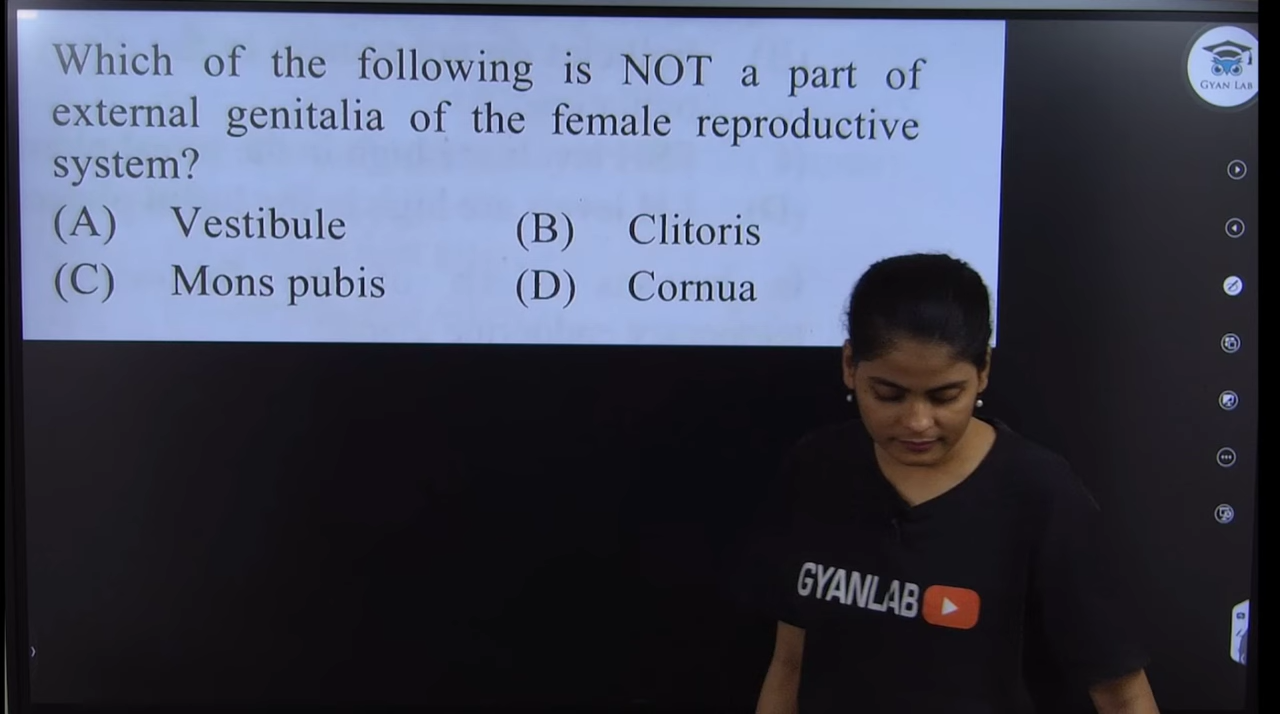 Which of the following is NOT a part of
external genitalia of the female reproductive
system?
(A) Vestibule (B) Clitoris
(C) Mons pubis (D) Cornua
GYAN LAB
GYANLAB